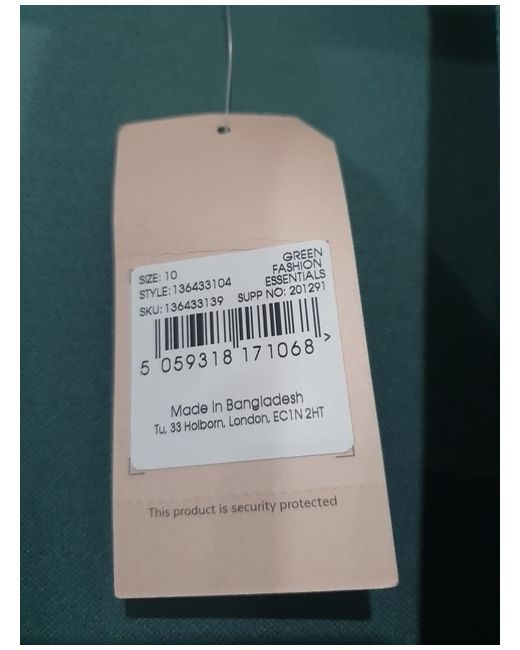 SIZE: 10 GREEN
FASHION
STYLE: 136433104 ESSENTIALS
SKU: 136433139 SUPP NO: 201291
5 059318 171068 >
Made in Bangladesh
Tu, 33 Holborn, London, EC1N 2HT
This product is security protected